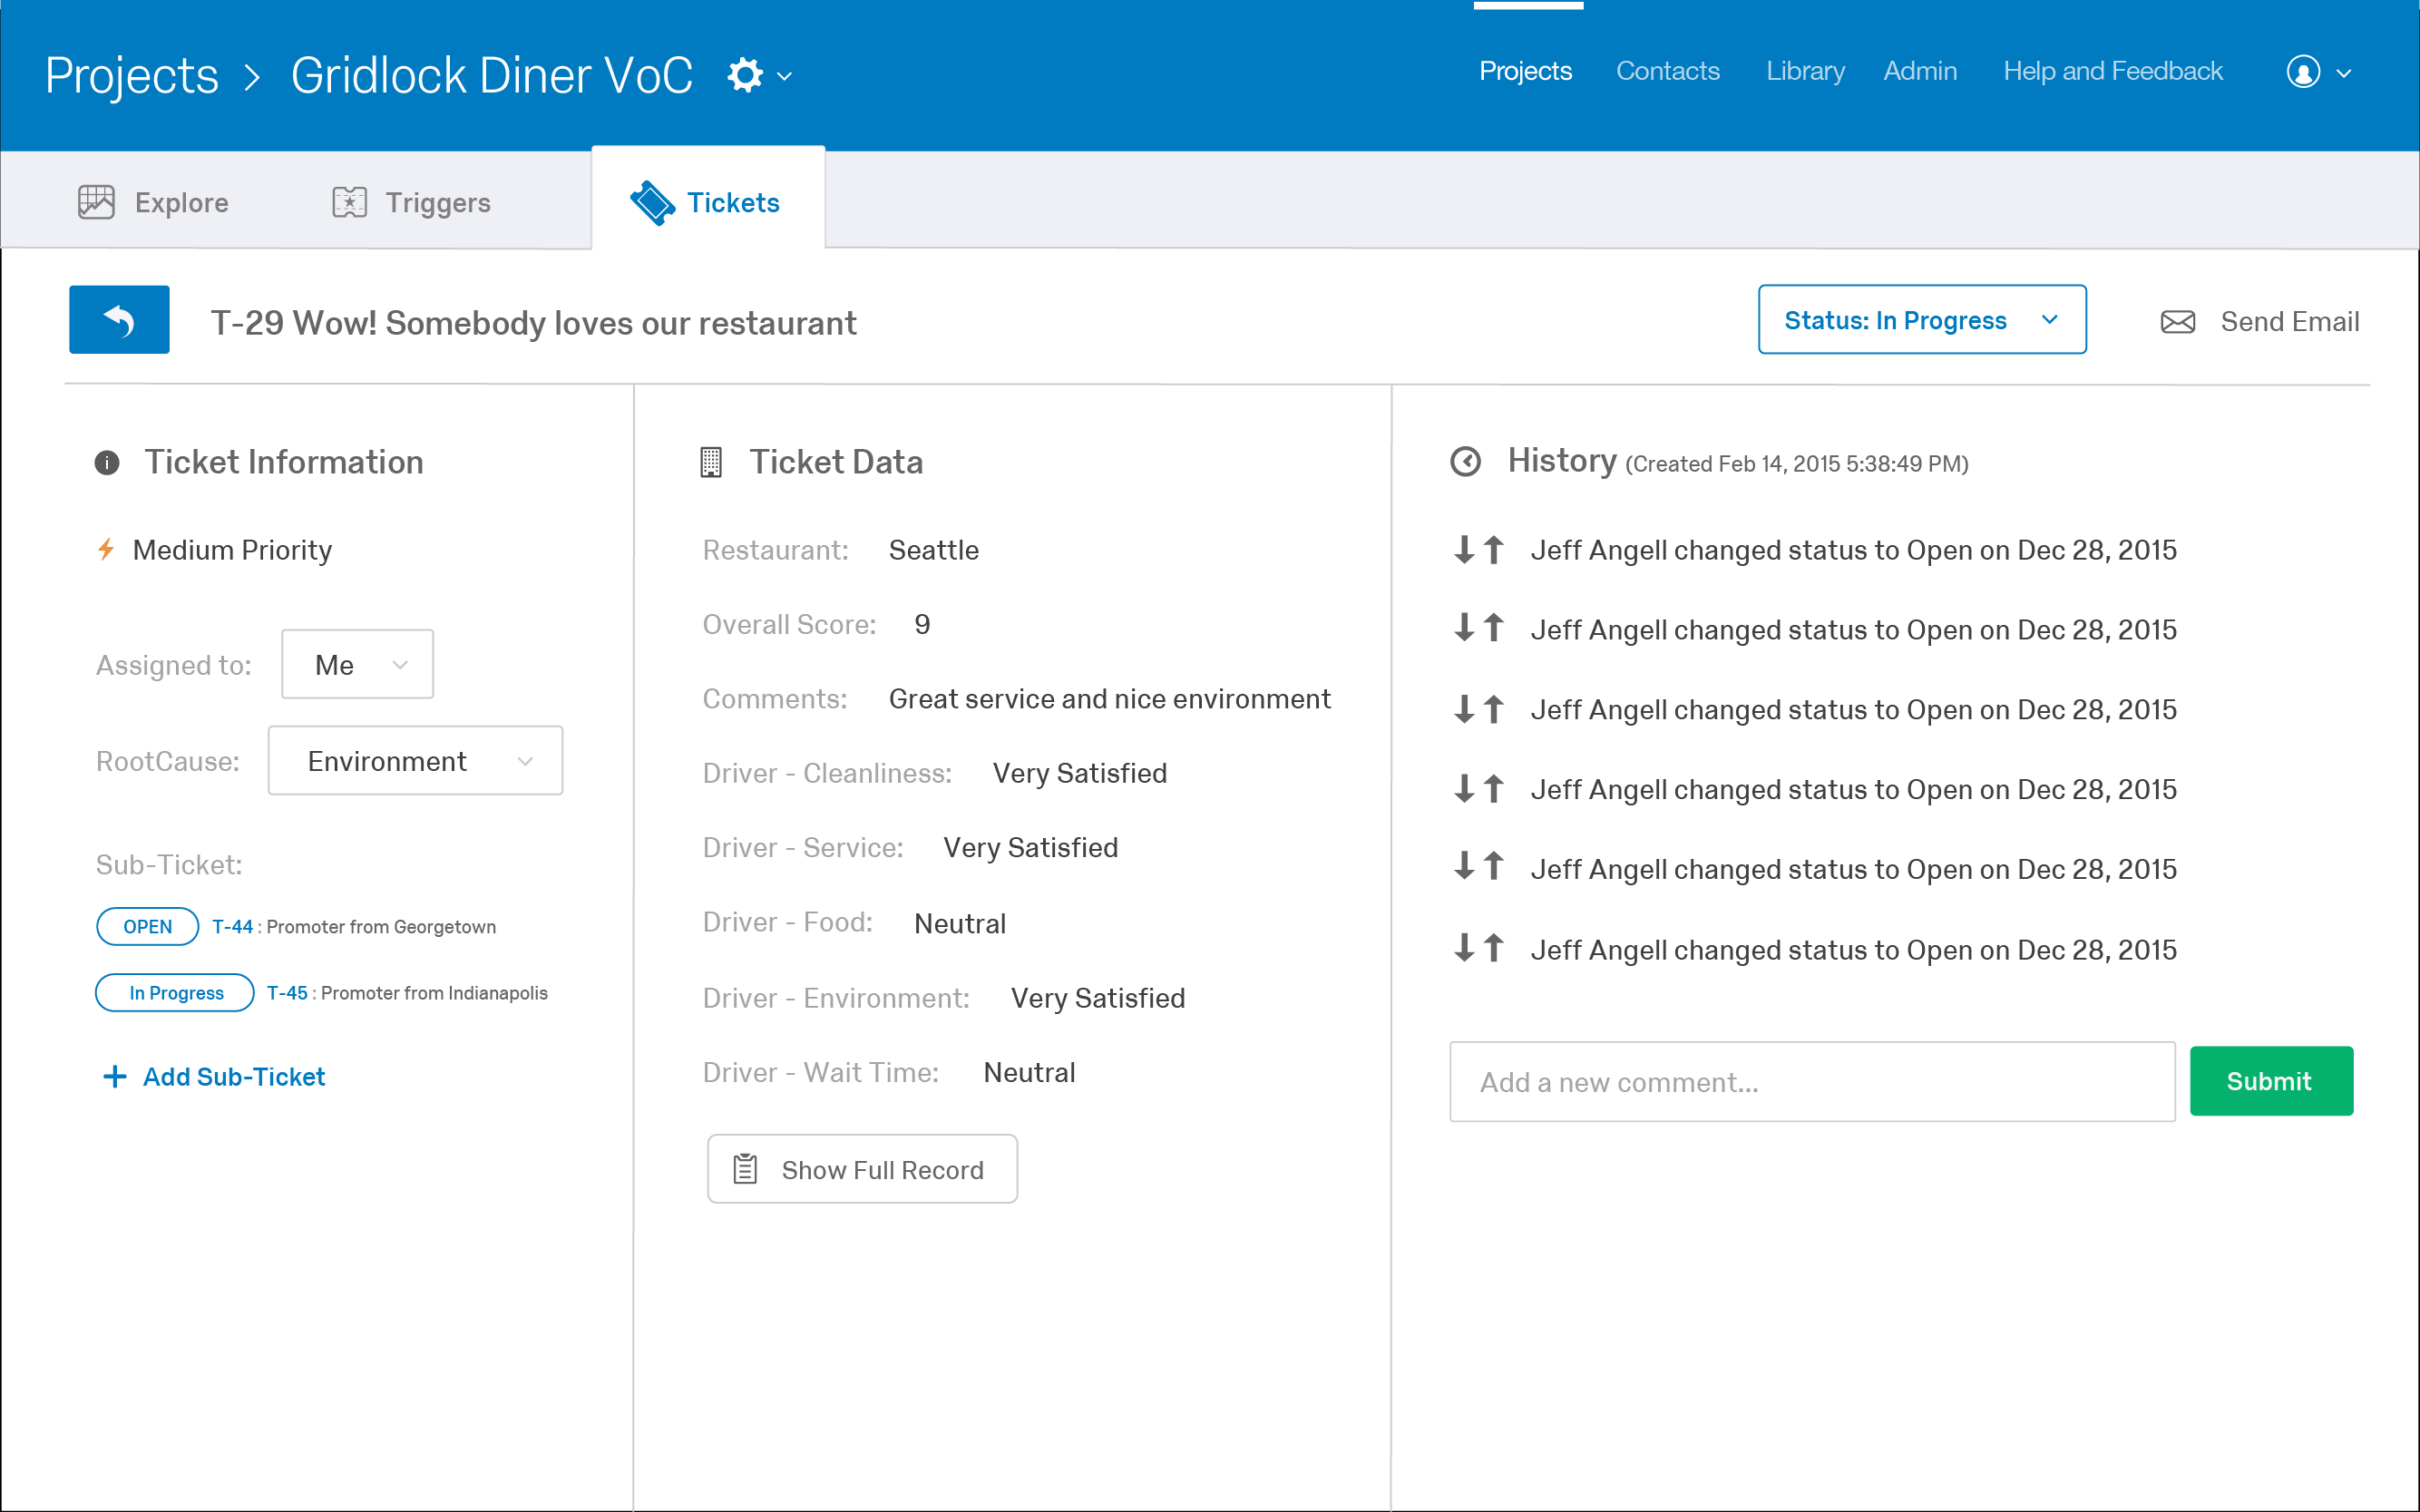 Projects > Gridlock Diner VoC
Projects Contacts Library Admin Help and Feedback
Explore Triggers Tickets
T-29 Wow! Somebody loves our restaurant
Status: In Progress
Send Email
Ticket Information
Medium Priority
Assigned to: Me
RootCause: Environment
Sub-Ticket:
OPEN T-44 : Promoter from Georgetown
In Progress T-45 : Promoter from Indianapolis
+ Add Sub-Ticket
Ticket Data
Restaurant: Seattle
Overall Score: 9
Comments: Great service and nice environment
Driver - Cleanliness: Very Satisfied
Driver - Service: Very Satisfied
Driver - Food: Neutral
Driver - Environment: Very Satisfied
Driver - Wait Time: Neutral
Show Full Record
History (Created Feb 14, 2015 5:38:49 PM)
Jeff Angell changed status to Open on Dec 28, 2015
Jeff Angell changed status to Open on Dec 28, 2015
Jeff Angell changed status to Open on Dec 28, 2015
Jeff Angell changed status to Open on Dec 28, 2015
Jeff Angell changed status to Open on Dec 28, 2015
Jeff Angell changed status to Open on Dec 28, 2015
Add a new comment...
Submit